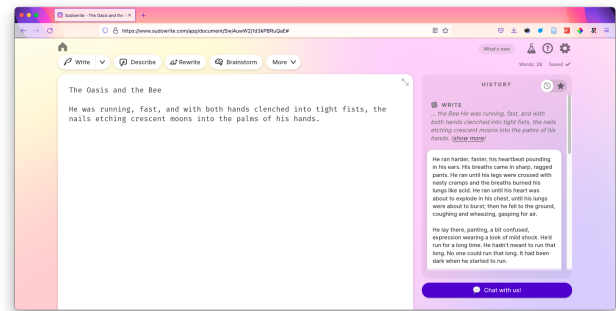 Sudowrite - The Oasis and the
https://www.sudowrite.com/app/document/Swj4uwW2j1d3kPBRuQaE#
What's new
Write Describe Rewrite Brainstorm More
Words: 26 Saved
The Oasis and the Bee
He was running, fast, and with both hands clenched into tight fists, the
nails etching crescent moons into the palms of his hands.
HISTORY
WRITE
... the Bee He was running, fast, and with
both hands clenched into tight fists, the nails
etching crescent moons into the palms of his
hands. (show more)
He ran harder, faster, his heartbeat pounding
in his ears. His breaths came in sharp, ragged
pants. He ran until his legs were crossed with
nasty cramps and the breaths burned his
lungs like acid. He ran until his heart was
about to explode in his chest, until his lungs
were about to burst; then he fell to the ground,
coughing and wheezing, gasping for air.
He lay there, panting, a bit confused,
expression wearing a look of mild shock. He'd
run for a long time. He hadn't meant to run that
long. No one could run that long. It had been
dark when he started to run.
Chat with us!